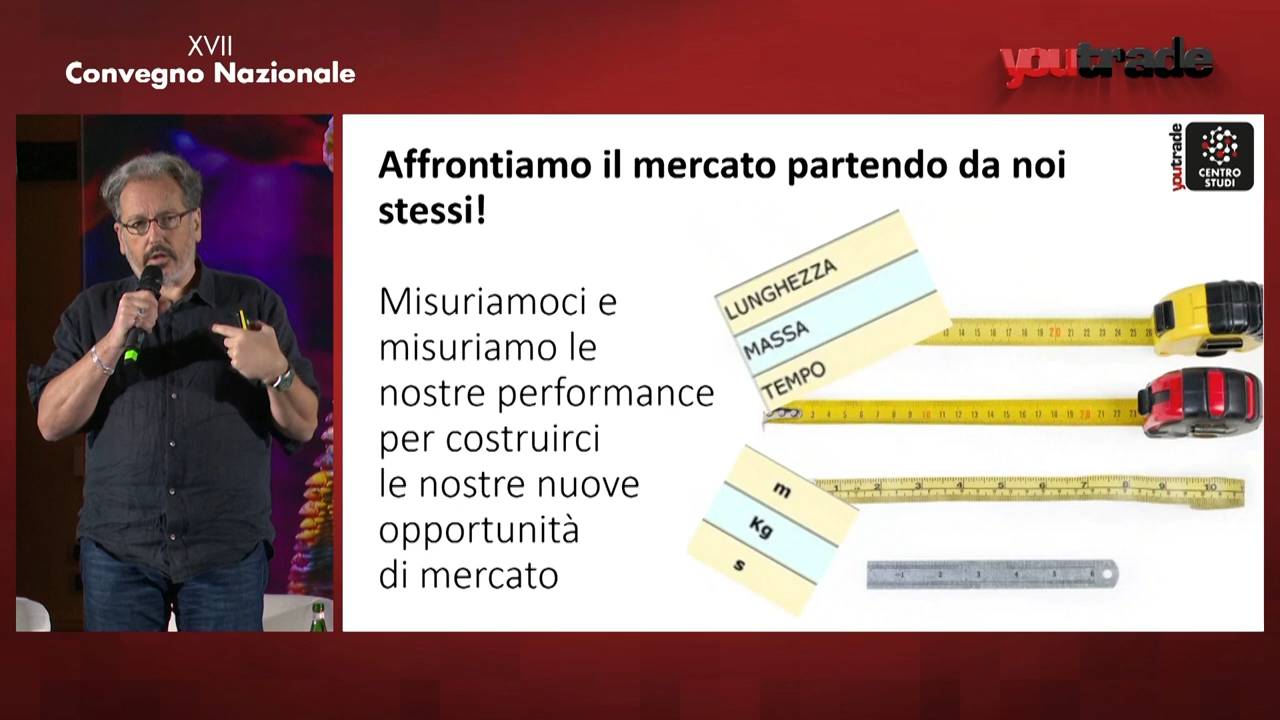 XVII
Convegno Nazionale
youtrade
youtrade
CENTRO
STUDI
Affrontiamo il mercato partendo da noi
stessi!
Misuriamoci e
misuriamo le
nostre performance
per costruirci
le nostre nuove
opportunità
di mercato
LUNGHEZZA
MASSA
TEMPO
m
Kg
s